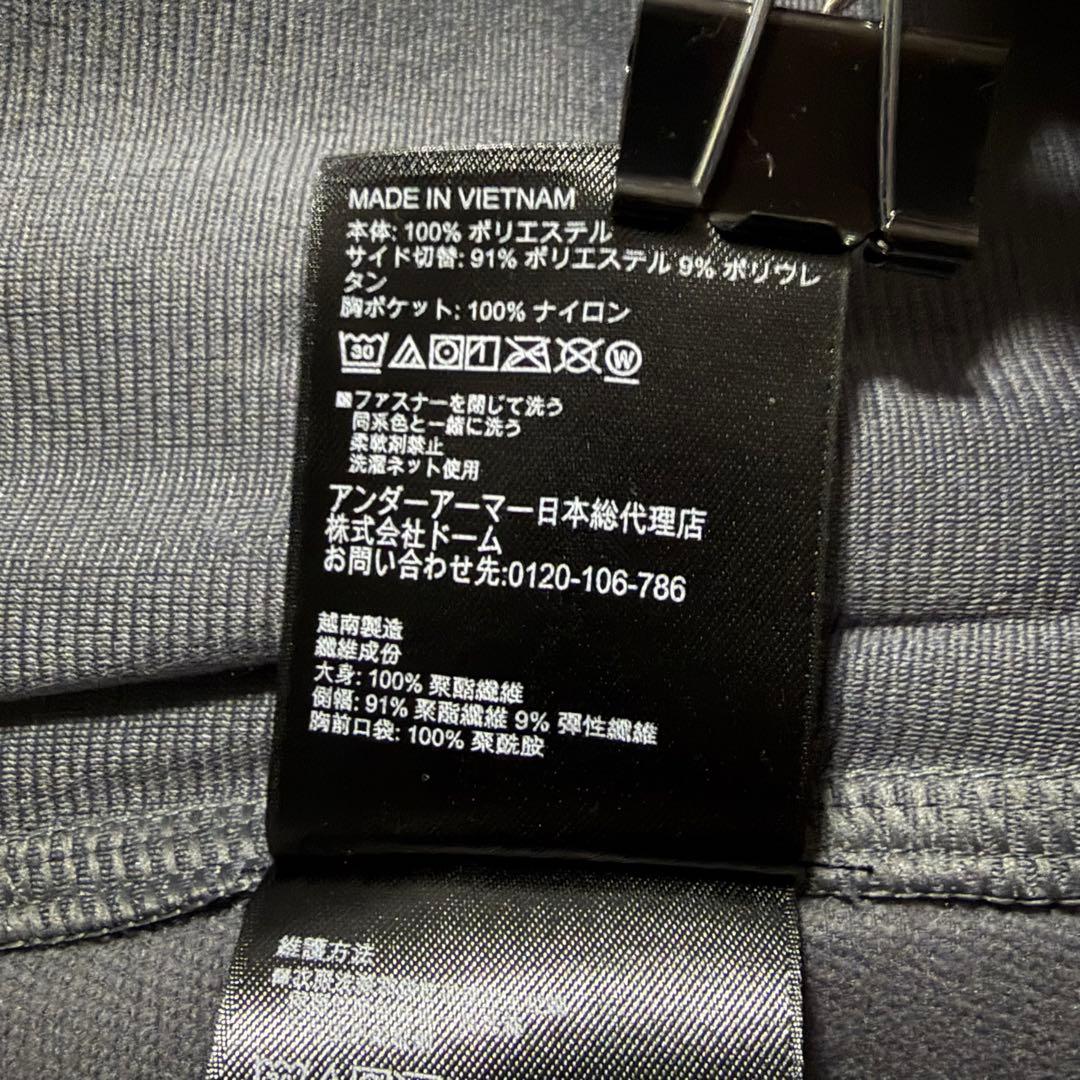 MADE IN VIETNAM
本体: 100% ポリエステル
サイド切替: 91% ポリエステル 9% ポリウレ
タン
胸ポケット: 100% ナイロン
30 W
■ファスナーを閉じて洗う
同系色と一緒に洗う
柔軟剤禁止
洗濯ネット使用
アンダーアーマー日本総代理店
株式会社ドーム
お問い合わせ先:0120-106-786
越南製造
纖維成份
大身: 100% 聚酯纖維
側幅: 91% 聚酯纖維 9% 彈性纖維
胸前口袋: 100% 聚酰胺
維護方法